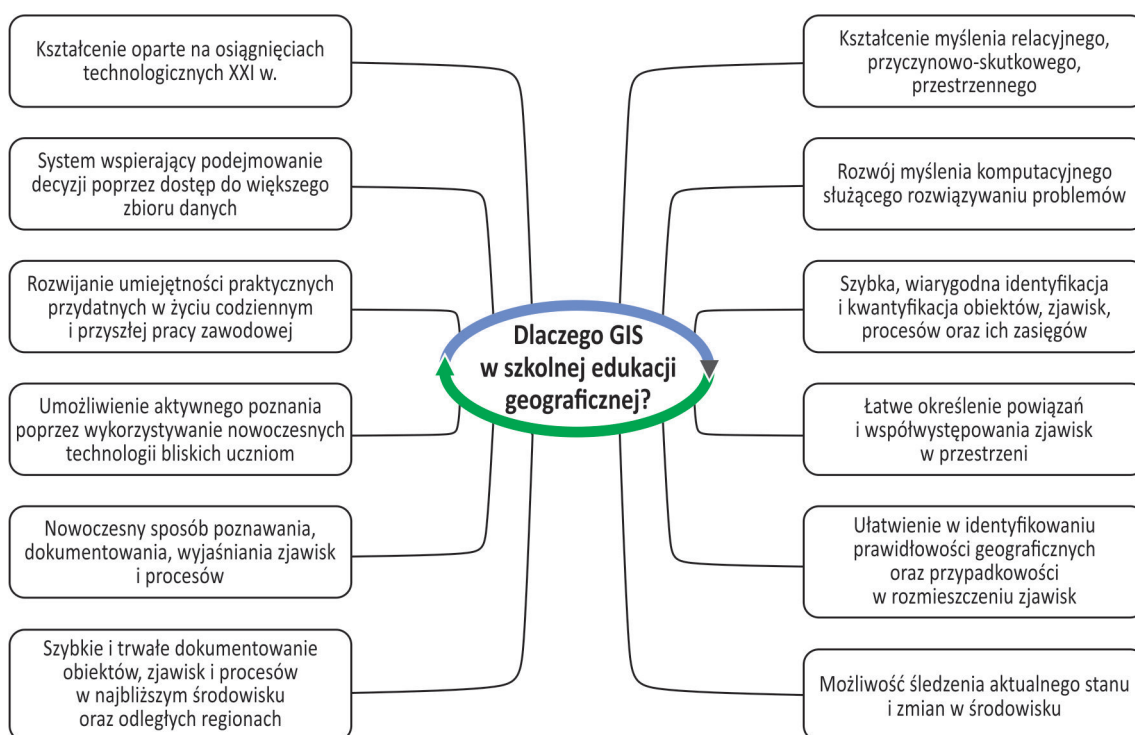 Kształcenie oparte na osiągnięciach
technologicznych XXI w.
System wspierający podejmowanie
decyzji poprzez dostęp do większego
zbioru danych
Rozwijanie umiejętności praktycznych
przydatnych w życiu codziennym
i przyszłej pracy zawodowej
Umożliwienie aktywnego poznania
poprzez wykorzystywanie nowoczesnych
technologii bliskich uczniom
Nowoczesny sposób poznawania,
dokumentowania, wyjaśniania zjawisk
i procesów
Szybkie i trwałe dokumentowanie
obiektów, zjawisk i procesów
w najbliższym środowisku
oraz odległych regionach
Dlaczego GIS
w szkolnej edukacji
geograficznej?
Kształcenie myślenia relacyjnego,
przyczynowo-skutkowego,
przestrzennego
Rozwój myślenia komputacyjnego
służącego rozwiązywaniu problemów
Szybka, wiarygodna identyfikacja
i kwantyfikacja obiektów, zjawisk,
procesów oraz ich zasięgów
Łatwe określenie powiązań
i współwystępowania zjawisk
w przestrzeni
Ułatwienie w identyfikowaniu
prawidłowości geograficznych
oraz przypadkowości
w rozmieszczeniu zjawisk
Możliwość śledzenia aktualnego stanu
i zmian w środowisku